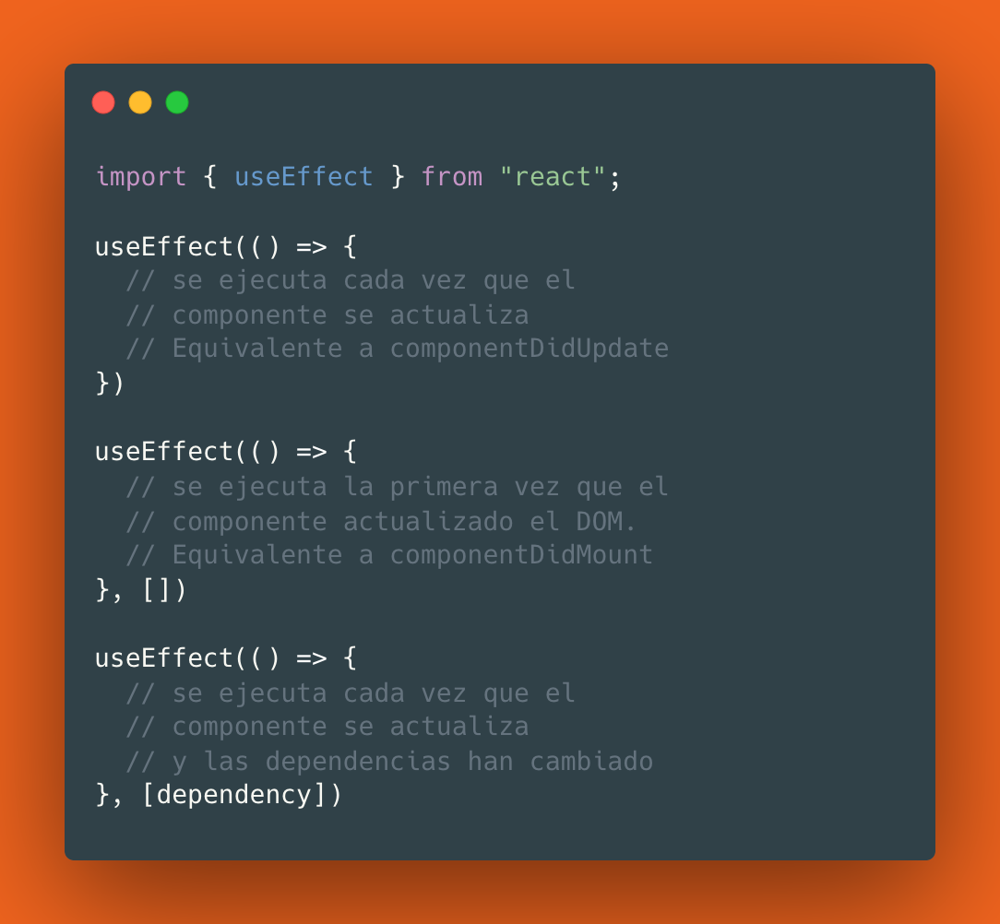 import { useEffect } from "react";
useEffect(() => {
  // se ejecuta cada vez que el
  // componente se actualiza
  // Equivalente a componentDidUpdate
})
useEffect(() => {
  // se ejecuta la primera vez que el
  // componente actualizado el DOM.
  // Equivalente a componentDidMount
}, [])
useEffect(() => {
  // se ejecuta cada vez que el
  // componente se actualiza
  // y las dependencias han cambiado
}, [dependency])